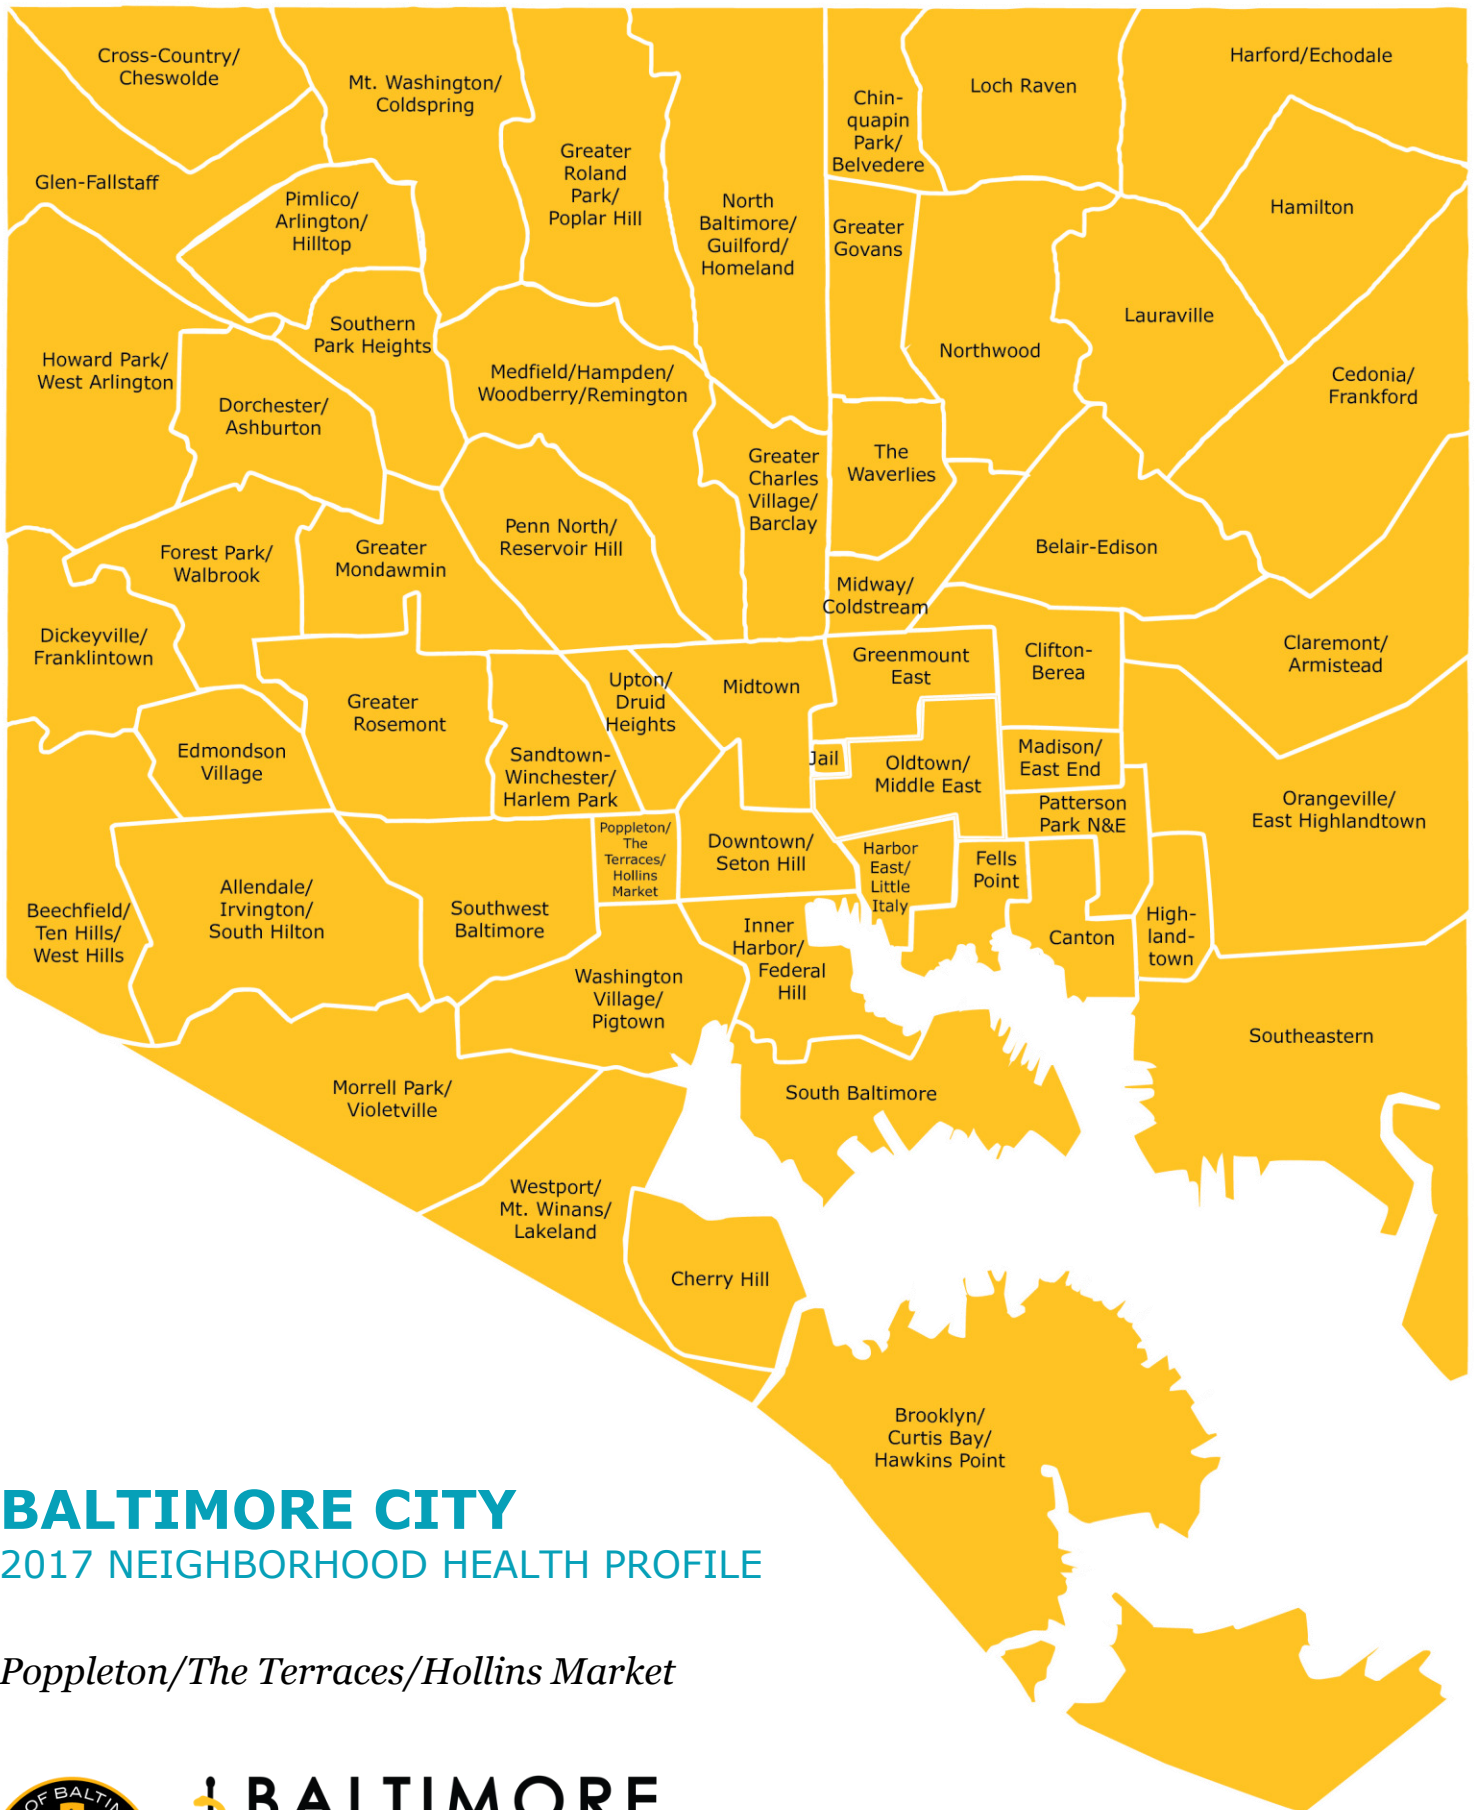 Cross-Country/
Cheswolde
Mt. Washington/
Coldspring
Greater
Roland
Park/
Poplar Hill
North
Baltimore/
Guilford/
Homeland
Chin-
quapin
Park/
Belvedere
Loch Raven
Harford/Echodale
Glen-Fallstaff
Pimlico/
Arlington/
Hilltop
Greater
Govans
Hamilton
Southern
Park Heights
Lauraville
Northwood
Howard Park/
West Arlington
Medfield/Hampden/
Woodberry/Remington
Cedonia/
Frankford
Dorchester/
Ashburton
Greater
Charles
Village/
Barclay
The
Waverlies
Penn North/
Reservoir Hill
Belair-Edison
Forest Park/
Walbrook
Greater
Mondawmin
Midway/
Coldstream
Dickeyville/
Franklintown
Greenmount
East
Clifton-
Berea
Claremont/
Armistead
Greater
Rosemont
Upton/
Druid
Heights
Midtown
Edmondson
Village
Sandtown-
Winchester/
Harlem Park
Jail
Oldtown/
Middle East
Madison/
East End
Patterson
Park N&E
Orangeville/
East Highlandtown
Poppleton/
The
Terraces/
Hollins
Market
Downtown/
Seton Hill
Harbor
East/
Little
Italy
Fells
Point
Allendale/
Irvington/
South Hilton
Beechfield/
Ten Hills/
West Hills
Southwest
Baltimore
Inner
Harbor/
Federal
Hill
Canton
High-
land-
town
Washington
Village/
Pigtown
Southeastern
Morrell Park/
Violetville
South Baltimore
Westport/
Mt. Winans/
Lakeland
Cherry Hill
Brooklyn/
Curtis Bay/
Hawkins Point
BALTIMORE CITY
2017 NEIGHBORHOOD HEALTH PROFILE
Poppleton/The Terraces/Hollins Market
BALTIMORE